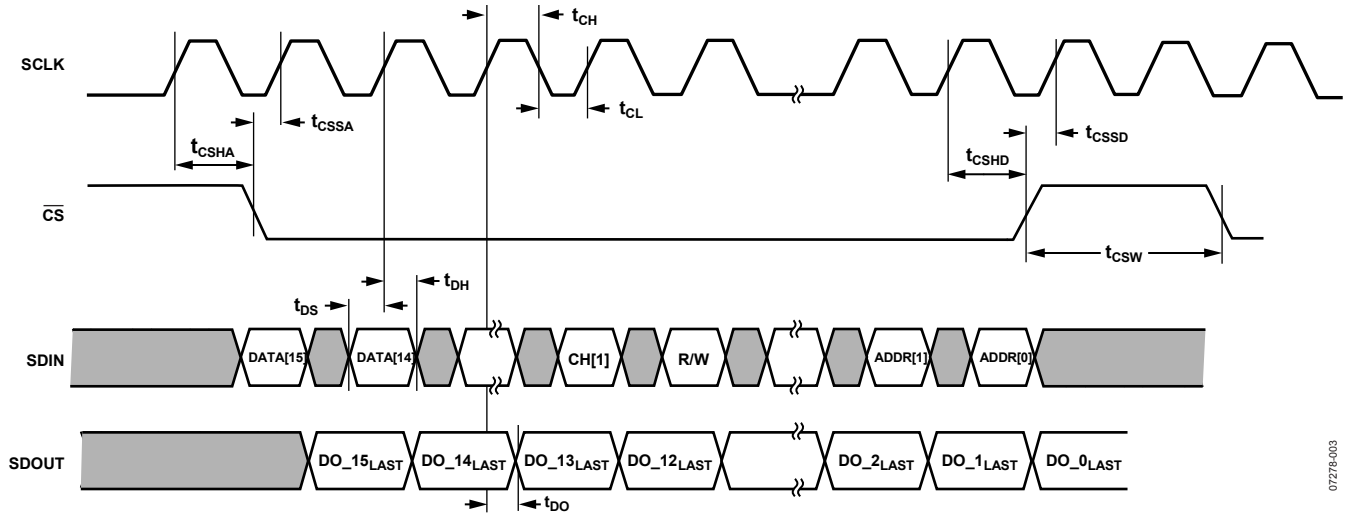 tCH
SCLK
tCL
tCSSA
tCSSD
tCSHA
tCSHD
CS
tCSW
tDH
tDS
SDIN DATA[15] DATA[14] CH[1] R/W ADDR[1] ADDR[0]
SDOUT DO_15LAST DO_14LAST DO_13LAST DO_12LAST DO_2LAST DO_1LAST DO_0LAST
tDO
07278-003